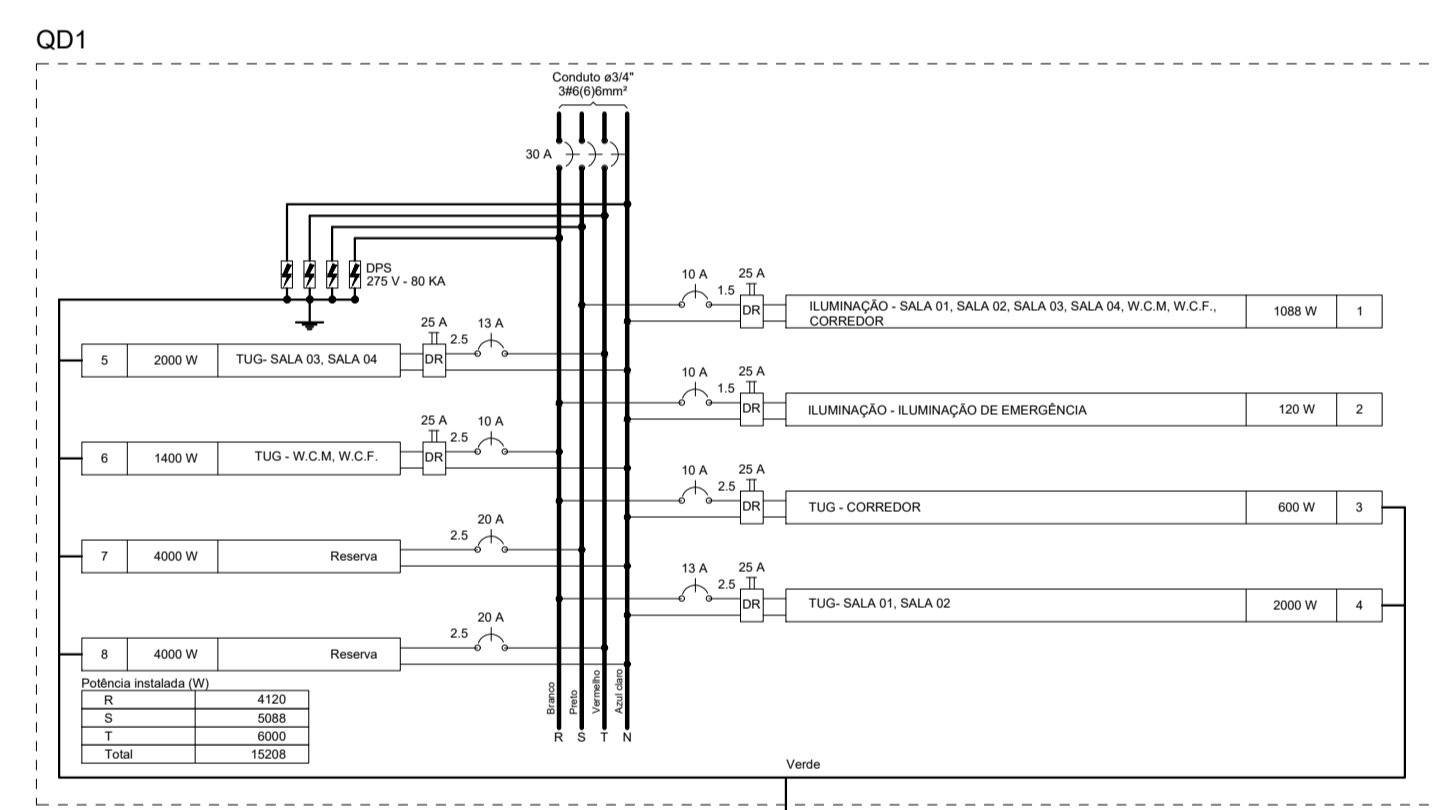 QD1
Conduto ø3/4"
3#6(6)6mm²
30 A
DPS
275 V - 80 KA
10 A
25 A
1.5
DR
ILUMINAÇÃO - SALA 01, SALA 02, SALA 03, SALA 04, W.C.M, W.C.F.,
CORREDOR
1088 W
1
25 A
13 A
2.5
DR
5
2000 W
TUG- SALA 03, SALA 04
10 A
25 A
1.5
DR
ILUMINAÇÃO - ILUMINAÇÃO DE EMERGÊNCIA
120 W
2
25 A
10 A
2.5
DR
6
1400 W
TUG - W.C.M, W.C.F.
10 A
25 A
2.5
DR
TUG - CORREDOR
600 W
3
20 A
2.5
7
4000 W
Reserva
13 A
25 A
2.5
DR
TUG- SALA 01, SALA 02
2000 W
4
20 A
2.5
8
4000 W
Reserva
Potência instalada (W)
R 4120
S 5088
T 6000
Total 15208
Branco
Preto
Vermelho
Azul claro
R S T N
Verde